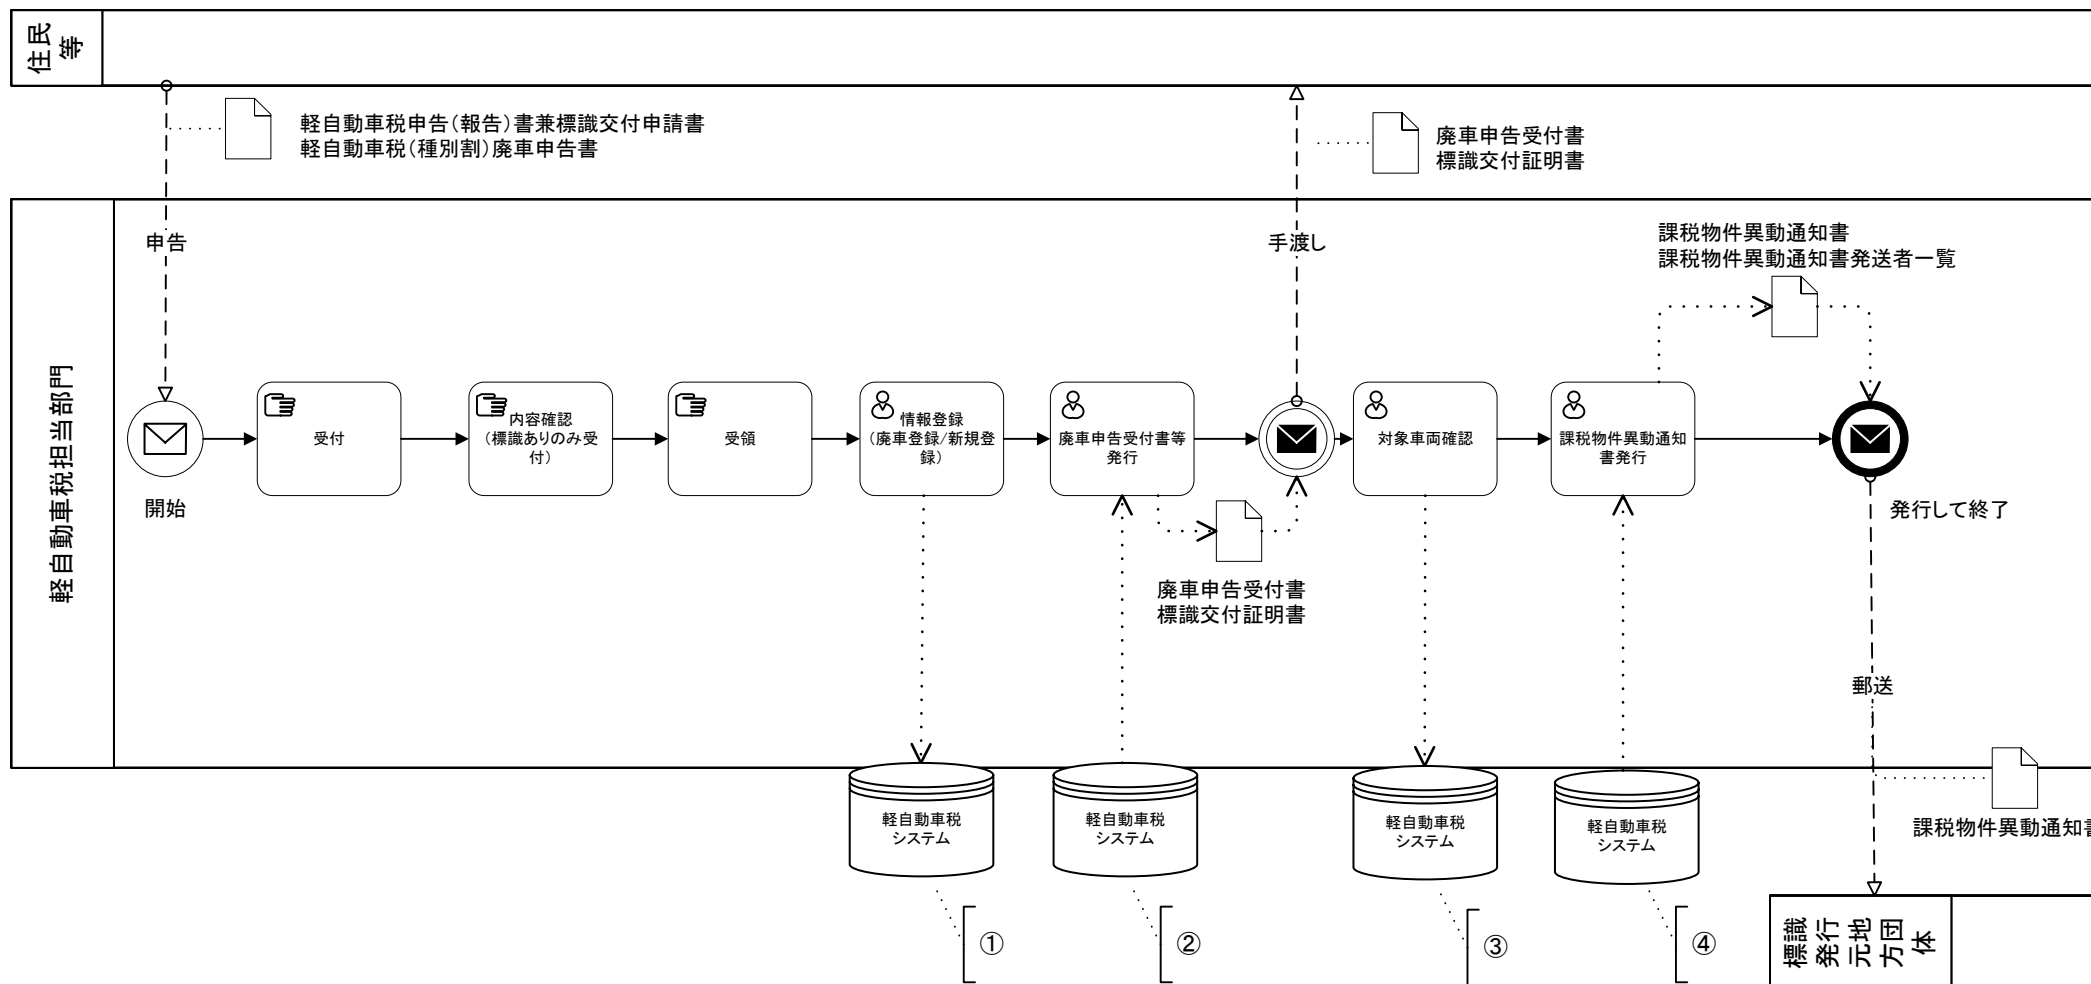 住民
等
軽自動車税申告（報告）書兼標識交付申請書
軽自動車税（種別割）廃車申告書
廃車申告受付書
標識交付証明書
軽自動車税担当部門
申告
手渡し
課税物件異動通知書
課税物件異動通知書発送者一覧
開始
受付
内容確認
（標識ありのみ受
付）
受領
情報登録
（廃車登録/新規登
録）
廃車申告受付書等
発行
対象車両確認
課税物件異動通知
書発行
発行して終了
廃車申告受付書
標識交付証明書
郵送
軽自動車税
システム
軽自動車税
システム
軽自動車税
システム
軽自動車税
システム
課税物件異動通知書
①
②
③
④
標識
発行
元地
方団
体